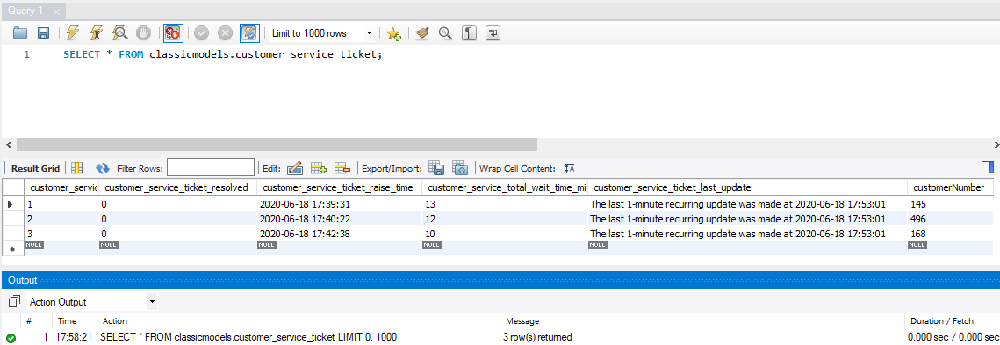 Query 1
Limit to 1000 rows
1 SELECT * FROM classicmodels.customer_service_ticket;
Result Grid Filter Rows: Edit: Export/Import: Wrap Cell Content:
customer_servic customer_service_ticket_resolved customer_service_ticket_raise_time customer_service_total_wait_time_mi customer_service_ticket_last_update customerNumber
1 0 2020-06-18 17:39:31 13 The last 1-minute recurring update was made at 2020-06-18 17:53:01 145
2 0 2020-06-18 17:40:22 12 The last 1-minute recurring update was made at 2020-06-18 17:53:01 496
3 0 2020-06-18 17:42:38 10 The last 1-minute recurring update was made at 2020-06-18 17:53:01 168
NULL NULL NULL NULL NULL NULL
Output
Action Output
# Time Action Message Duration / Fetch
1 17:58:21 SELECT * FROM classicmodels.customer_service_ticket LIMIT 0, 1000 3 row(s) returned 0.000 sec / 0.000 sec